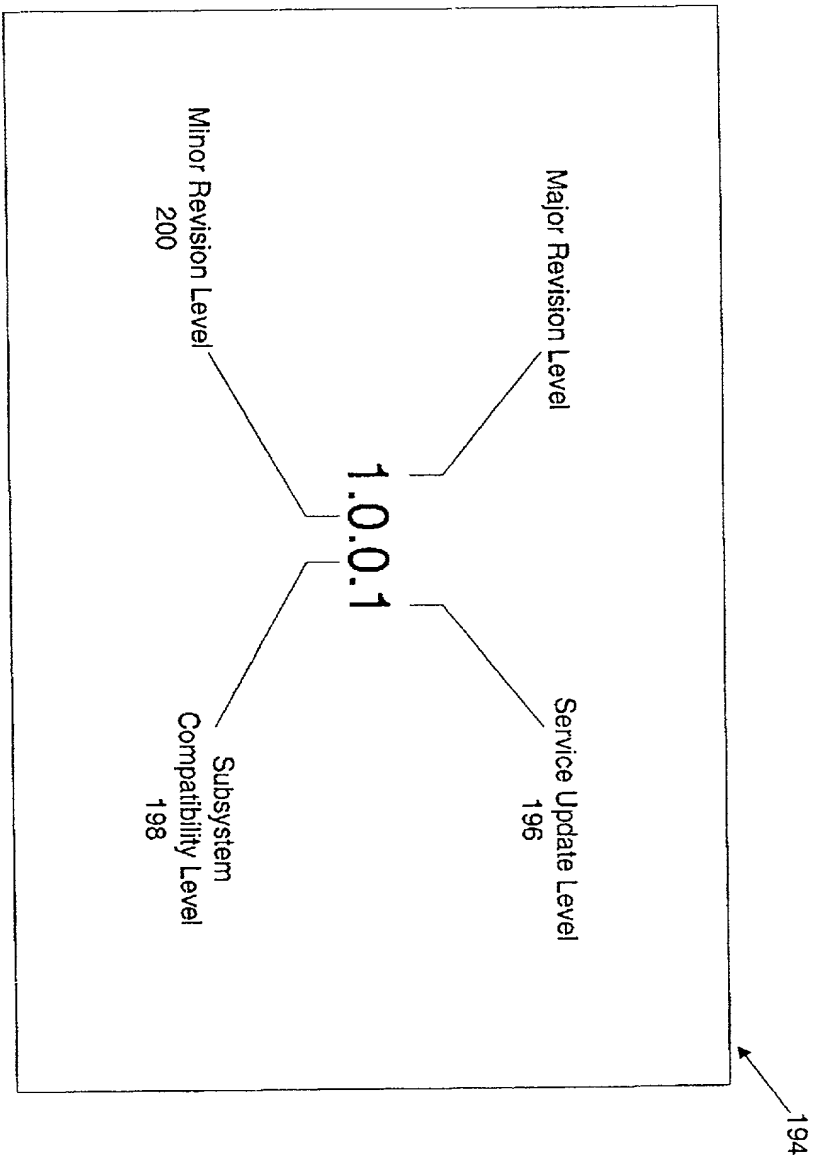 194
Major Revision Level
Service Update Level
196
1.0.0.1
Minor Revision Level
200
Subsystem
Compatibility Level
198